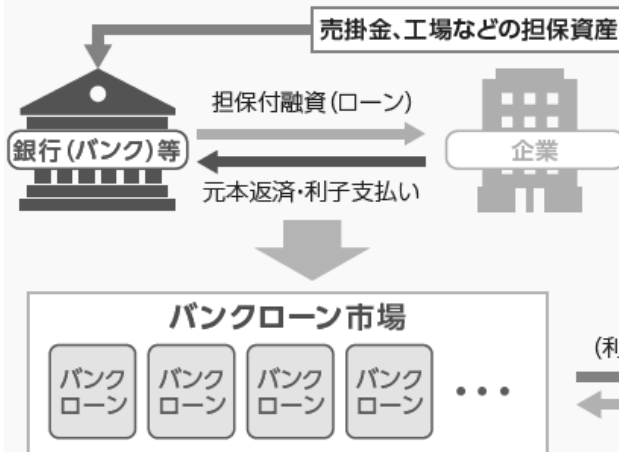 売掛金、工場などの担保資産
担保付融資(ローン)
銀行(バンク)等
企業
元本返済・利子支払い
バンクローン市場
(利
バンク
ローン
バンク
ローン
バンク
ローン
バンク
ローン
・・・